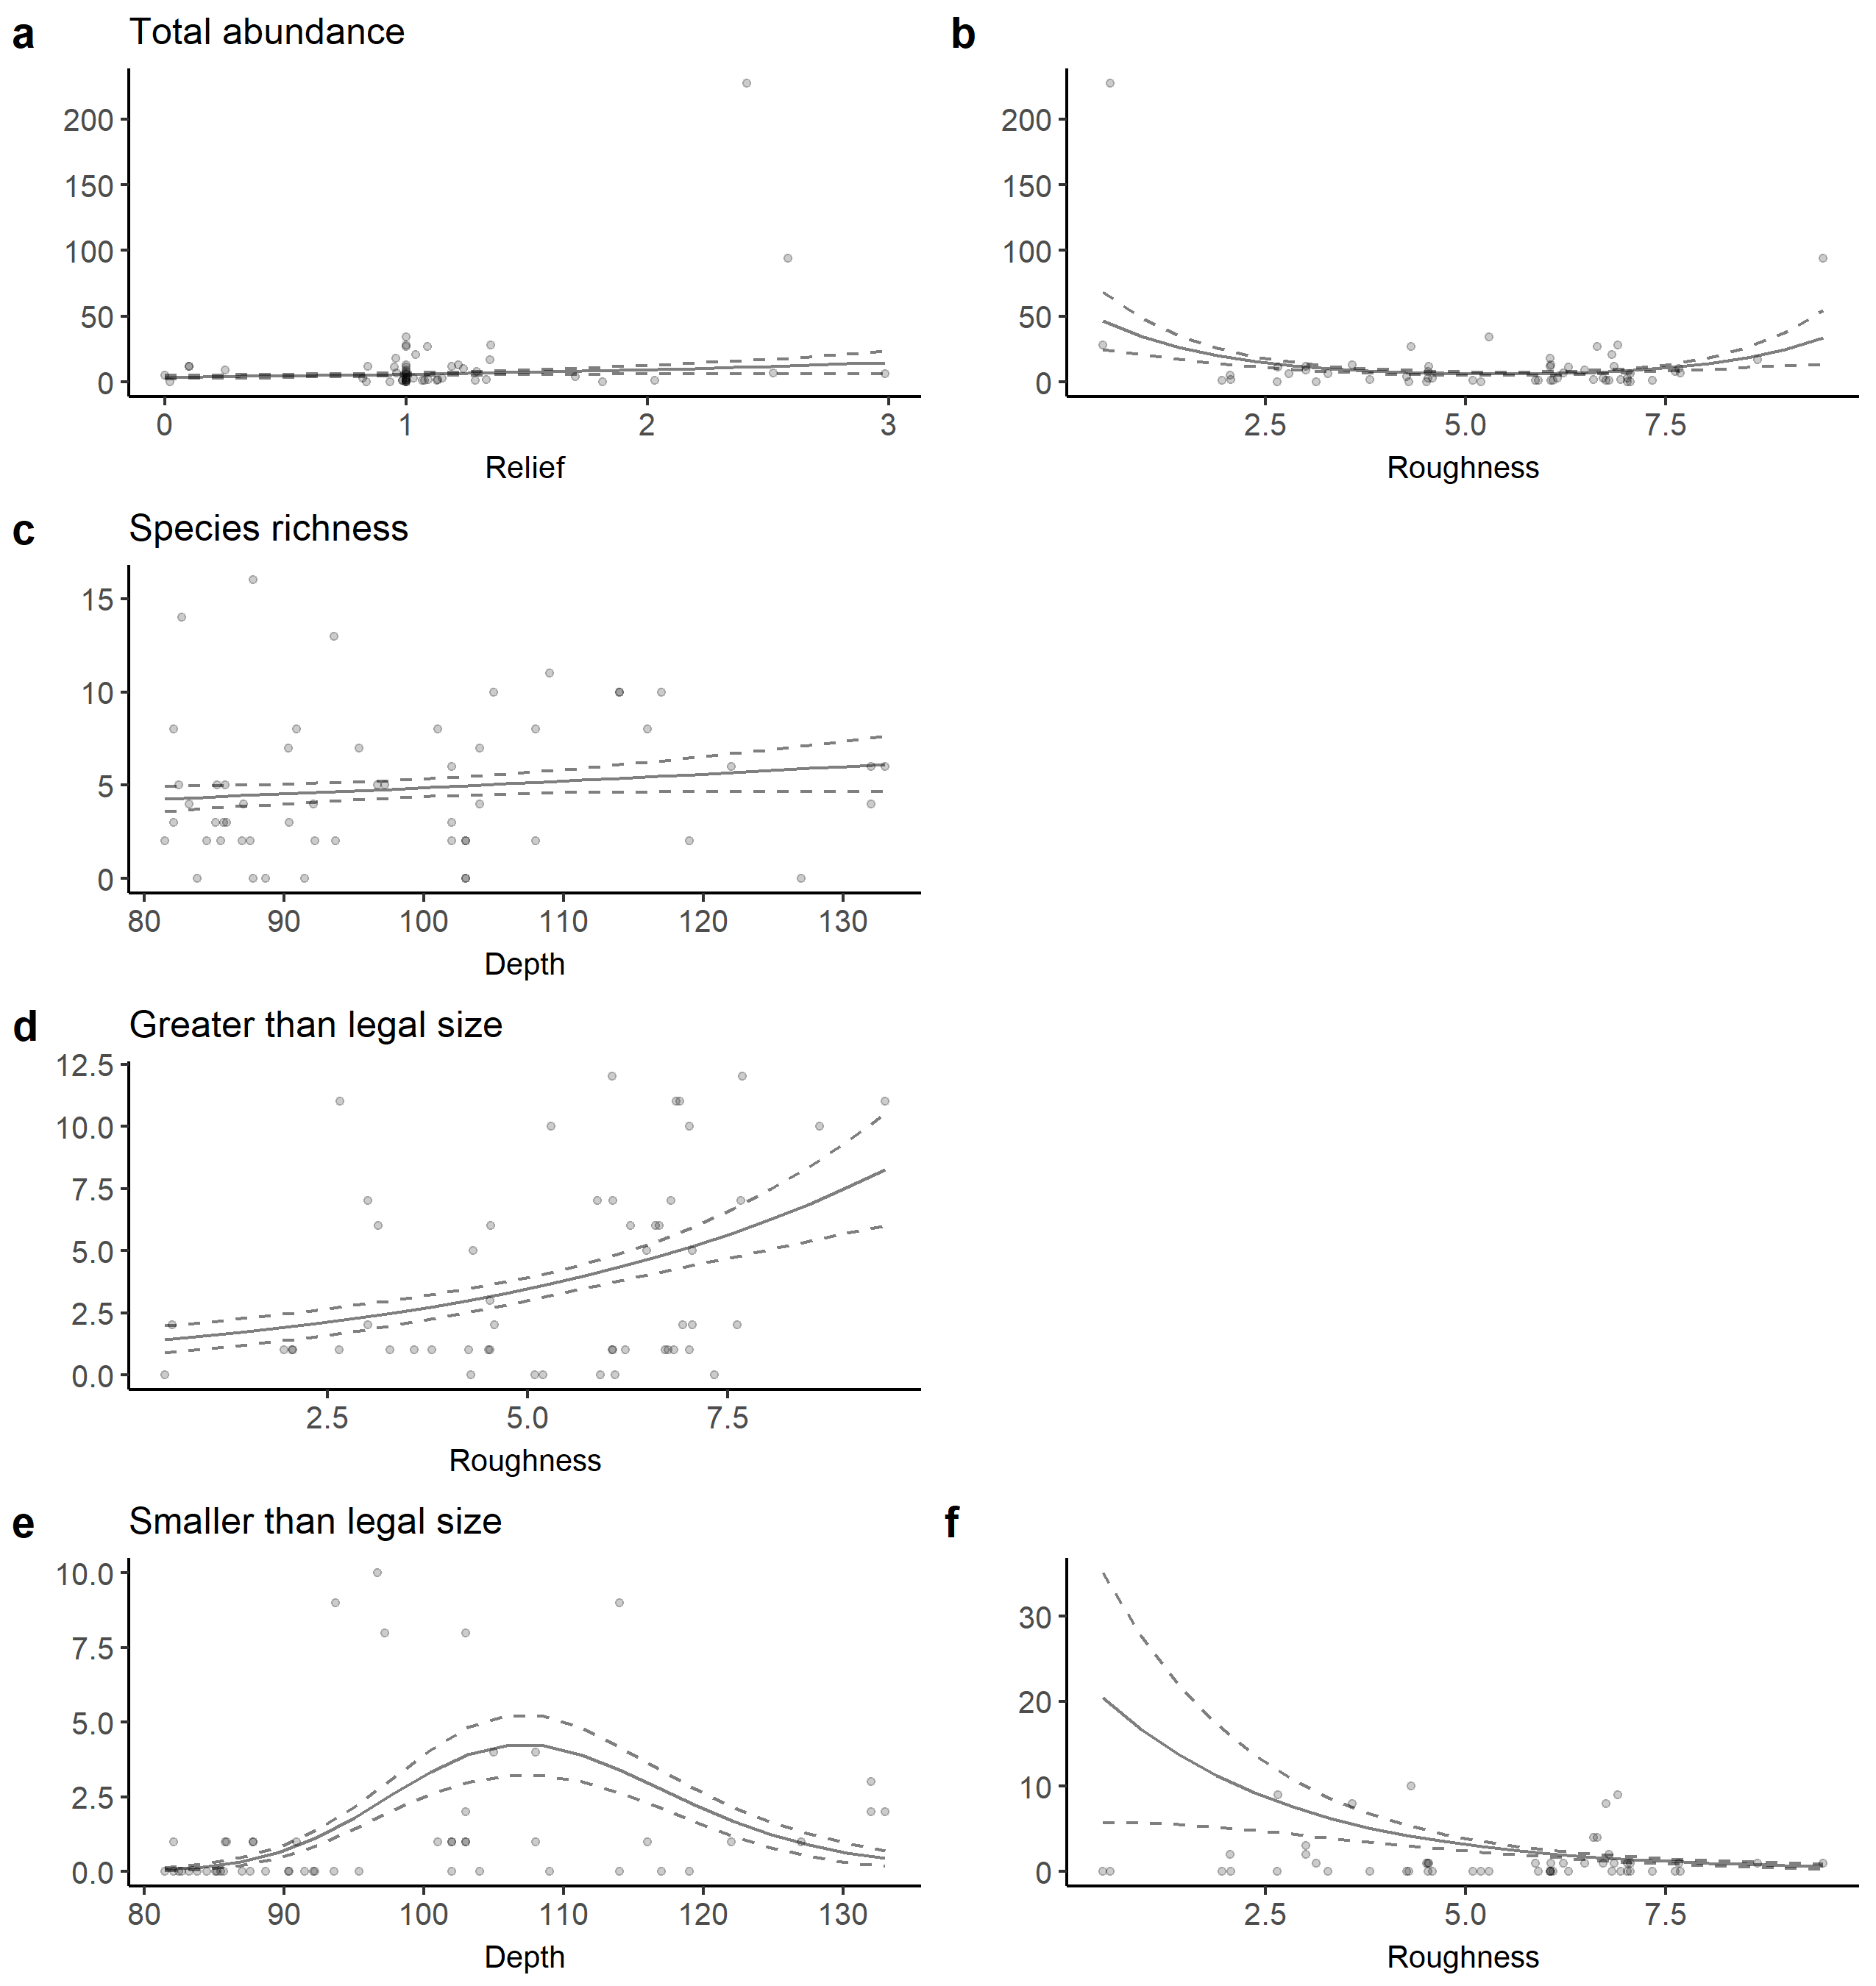 a Total abundance b
200
150
100
50
0
0 1 2 3
Relief
200
150
100
50
0
2.5 5.0 7.5
Roughness
c Species richness
15
10
5
0
80 90 100 110 120 130
Depth
d Greater than legal size
12.5
10.0
7.5
5.0
2.5
0.0
2.5 5.0 7.5
Roughness
e Smaller than legal size f
10.0
7.5
5.0
2.5
0.0
80 90 100 110 120 130
Depth
30
20
10
0
2.5 5.0 7.5
Roughness